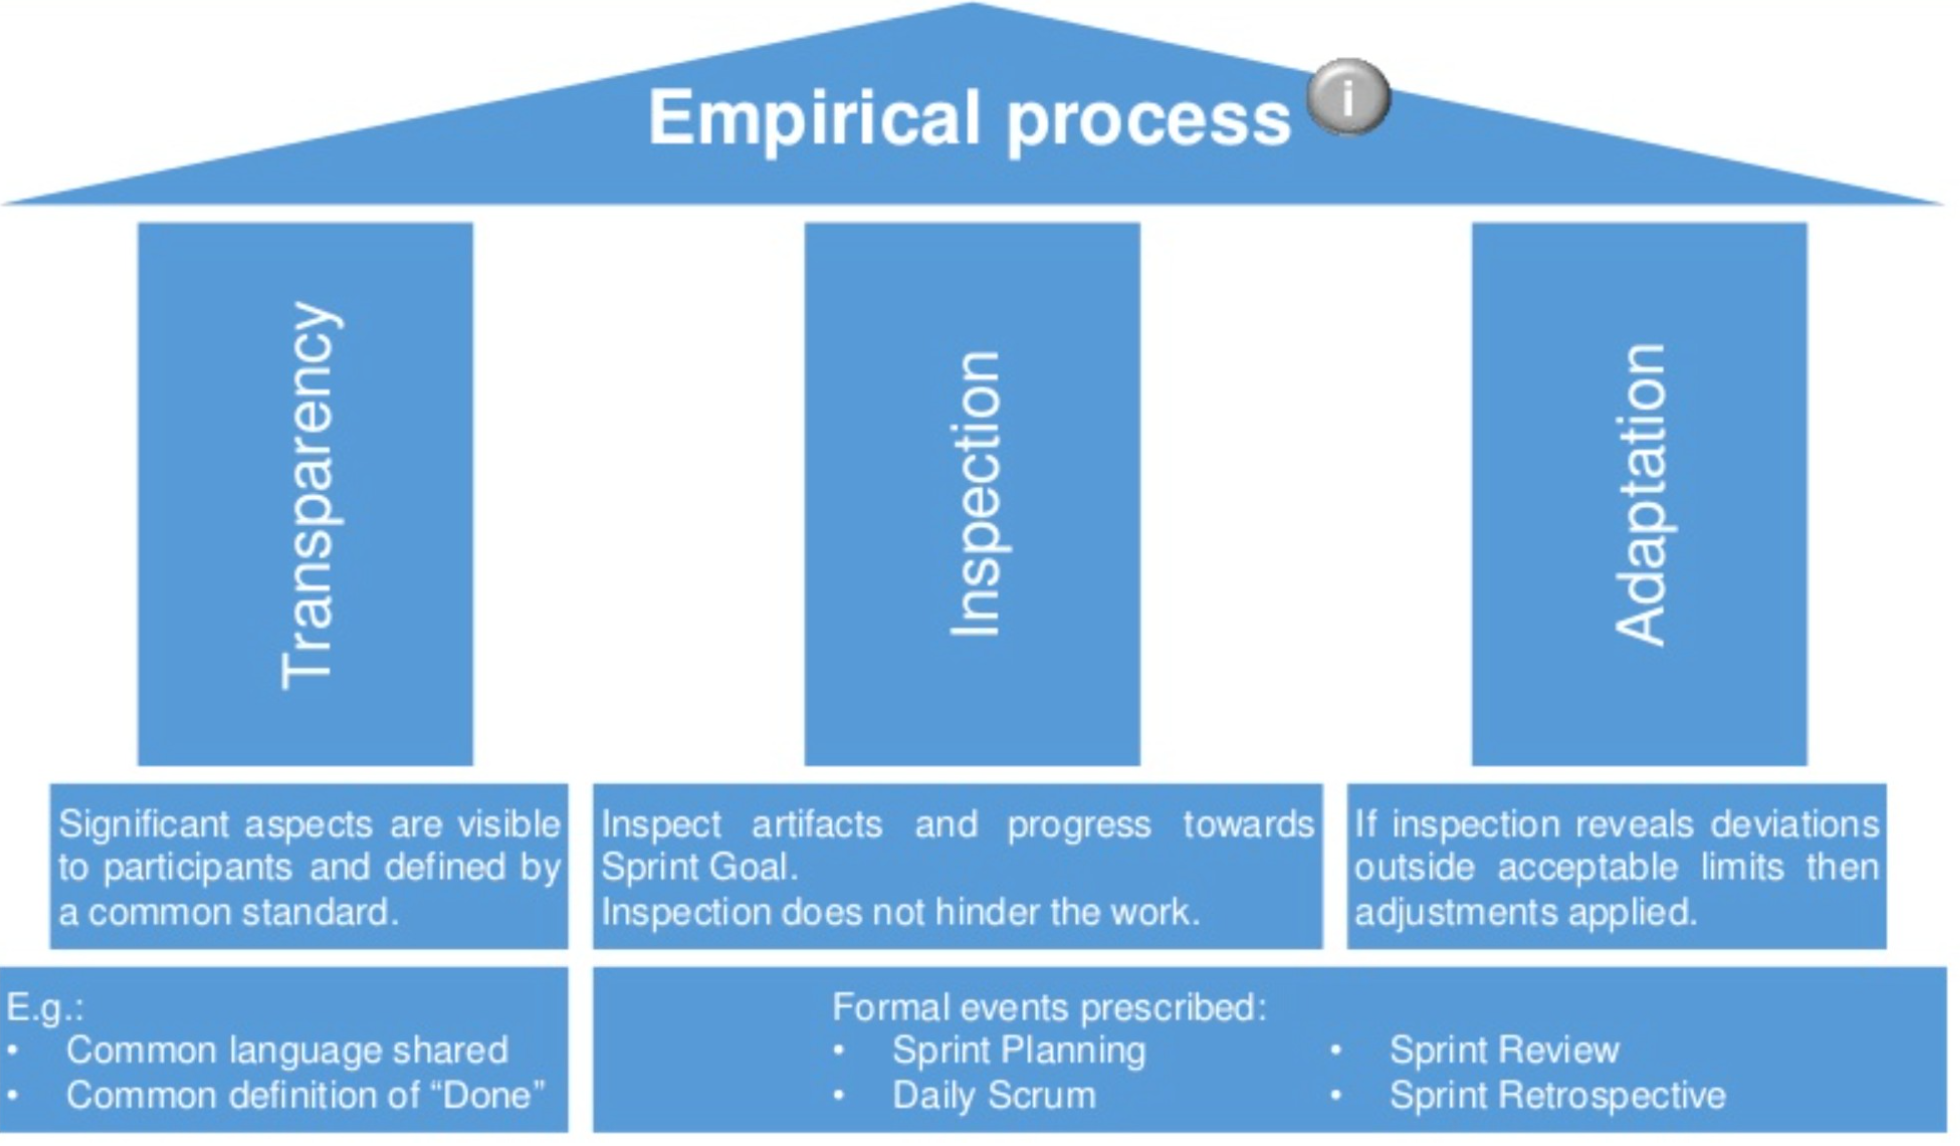 Empirical process
i
Transparency
Inspection
Adaptation
Significant aspects are visible
to participants and defined by
a common standard.
Inspect artifacts and progress towards
Sprint Goal.
Inspection does not hinder the work.
If inspection reveals deviations
outside acceptable limits then
adjustments applied.
E.g.:
• Common language shared
• Common definition of “Done”
Formal events prescribed:
• Sprint Planning
• Daily Scrum
• Sprint Review
• Sprint Retrospective